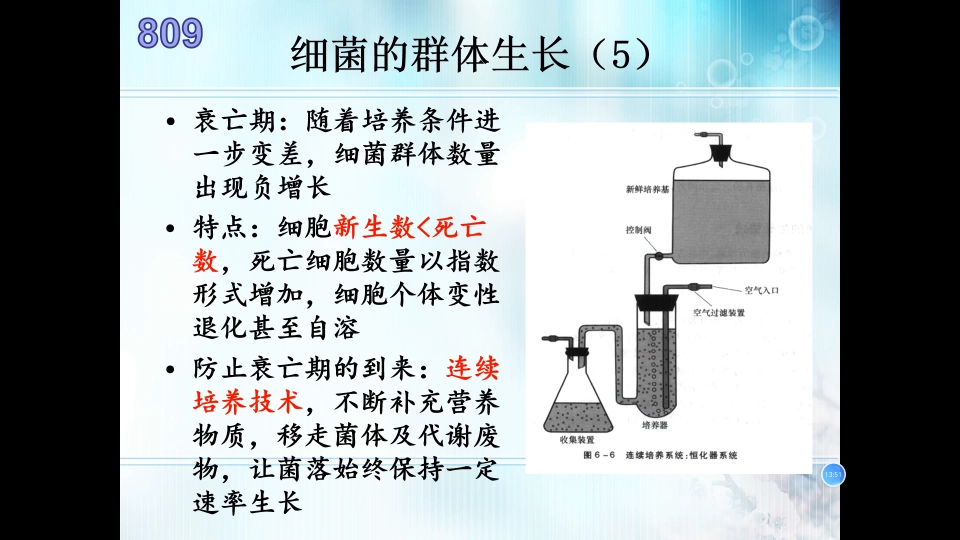 809
细菌的群体生长（5）
• 衰亡期：随着培养条件进
一步变差，细菌群体数量
出现负增长
• 特点：细胞新生数<死亡
数，死亡细胞数量以指数
形式增加，细胞个体变性
退化甚至自溶
• 防止衰亡期的到来：连续
培养技术，不断补充营养
物质，移走菌体及代谢废
物，让菌落始终保持一定
速率生长
新鲜培养基
控制阀
空气入口
空气过滤装置
培养器
收集装置
图6-6 连续培养系统:恒化器系统
13:51